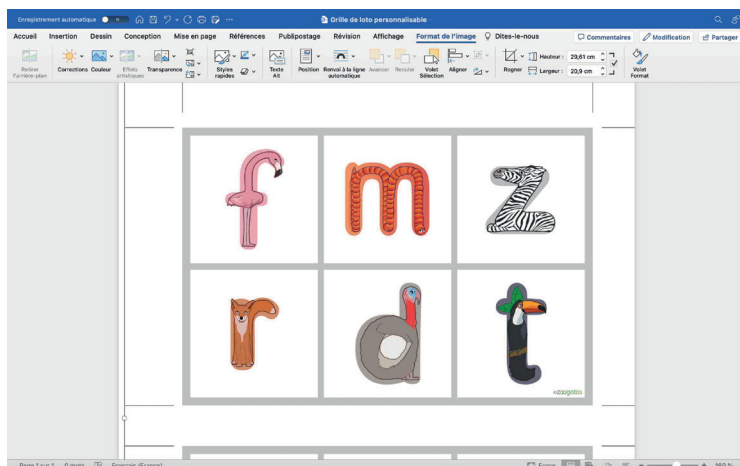 Enregistrement automatique
Grille de loto personnalisable
Accueil Insertion Dessin Conception Mise en page Références Publipostage Révision Affichage Format de l'image Dites-le-nous Commentaires Modification Partager
Retirer l'arrière-plan Corrections Couleur Effets artistiques Transparence Styles rapides Texte Alt Position Renvoi à la ligne automatique Avancer Reculer Volet Sélection Aligner Rogner Hauteur : 29,61 cm Largeur : 20,9 cm Volet Format
f m z
r d t
Page 1 sur 1 0 mots Français (France) Focus 160 %